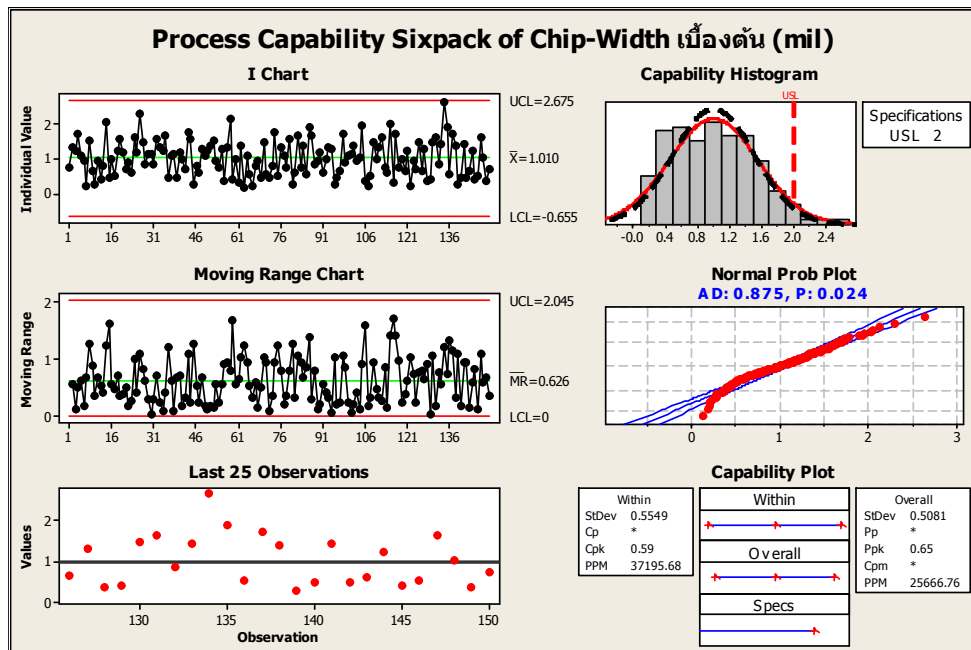 Process Capability Sixpack of Chip-Width เบื้องต้น (mil)
I Chart
Individual Value
2
1
0
UCL=2.675
X=1.010
LCL=-0.655
1 16 31 46 61 76 91 106 121 136
Capability Histogram
USL
-0.0 0.4 0.8 1.2 1.6 2.0 2.4
Specifications
USL 2
Moving Range Chart
Moving Range
2
1
0
UCL=2.045
MR=0.626
LCL=0
1 16 31 46 61 76 91 106 121 136
Normal Prob Plot
AD: 0.875, P: 0.024
0 1 2 3
Last 25 Observations
Values
2
1
0
130 135 140 145 150
Observation
Capability Plot
Within
StDev 0.5549
Cp *
Cpk 0.59
PPM 37195.68
Within
Overall
Specs
Overall
StDev 0.5081
Pp *
Ppk 0.65
Cpm *
PPM 25666.76